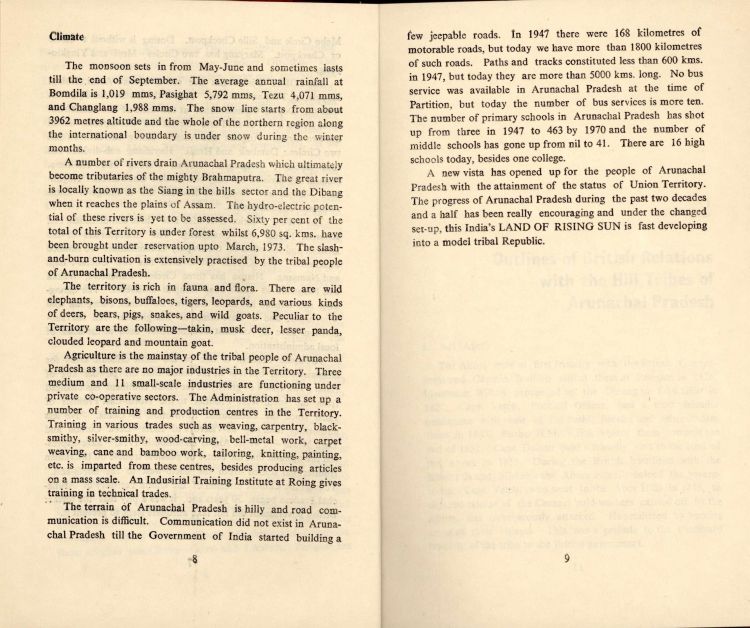 Climate
The monsoon sets in from May-June and sometimes lasts
till the end of September. The average annual rainfall at
Bomdila is 1,019 mms, Pasighat 5,792 mms, Tezu 4,071 mms,
and Changlang 1,988 mms. The snow line starts from about
3962 metres altitude and the whole of the northern region along
the international boundary is under snow during the winter
months.
A number of rivers drain Arunachal Pradesh which ultimately
become tributaries of the mighty Brahmaputra. The great river
is locally known as the Siang in the hills sector and the Dibang
when it reaches the plains of Assam. The hydro-electric poten-
tial of these rivers is yet to be assessed. Sixty per cent of the
total of this Territory is under forest whilst 6,980 sq. kms. have
been brought under reservation upto March, 1973. The slash-
and-burn cultivation is extensively practised by the tribal people
of Arunachal Pradesh.
The territory is rich in fauna and flora. There are wild
elephants, bisons, buffaloes, tigers, leopards, and various kinds
of deers, bears, pigs, snakes, and wild goats. Peculiar to the
Territory are the following—takin, musk deer, lesser panda,
clouded leopard and mountain goat.
Agriculture is the mainstay of the tribal people of Arunachal
Pradesh as there are no major industries in the Territory. Three
medium and 11 small-scale industries are functioning under
private co-operative sectors. The Administration has set up a
number of training and production centres in the Territory.
Training in various trades such as weaving, carpentry, black-
smithy, silver-smithy, wood-carving, bell-metal work, carpet
weaving, cane and bamboo work, tailoring, knitting, painting,
etc. is imparted from these centres, besides producing articles
on a mass scale. An Indusirial Training Institute at Roing gives
training in technical trades.
The terrain of Arunachal Pradesh is hilly and road com-
munication is difficult. Communication did not exist in Aruna-
chal Pradesh till the Government of India started building a
8
few jeepable roads. In 1947 there were 168 kilometres of
motorable roads, but today we have more than 1800 kilometres
of such roads. Paths and tracks constituted less than 600 kms.
in 1947, but today they are more than 5000 kms. long. No bus
service was available in Arunachal Pradesh at the time of
Partition, but today the number of bus services is more ten.
The number of primary schools in Arunachal Pradesh has shot
up from three in 1947 to 463 by 1970 and the number of
middle schools has gone up from nil to 41. There are 16 high
schools today, besides one college.
A new vista has opened up for the people of Arunachal
Pradesh with the attainment of the status of Union Territory.
The progress of Arunachal Pradesh during the past two decades
and a half has been really encouraging and under the changed
set-up, this India's LAND OF RISING SUN is fast developing
into a model tribal Republic.
9